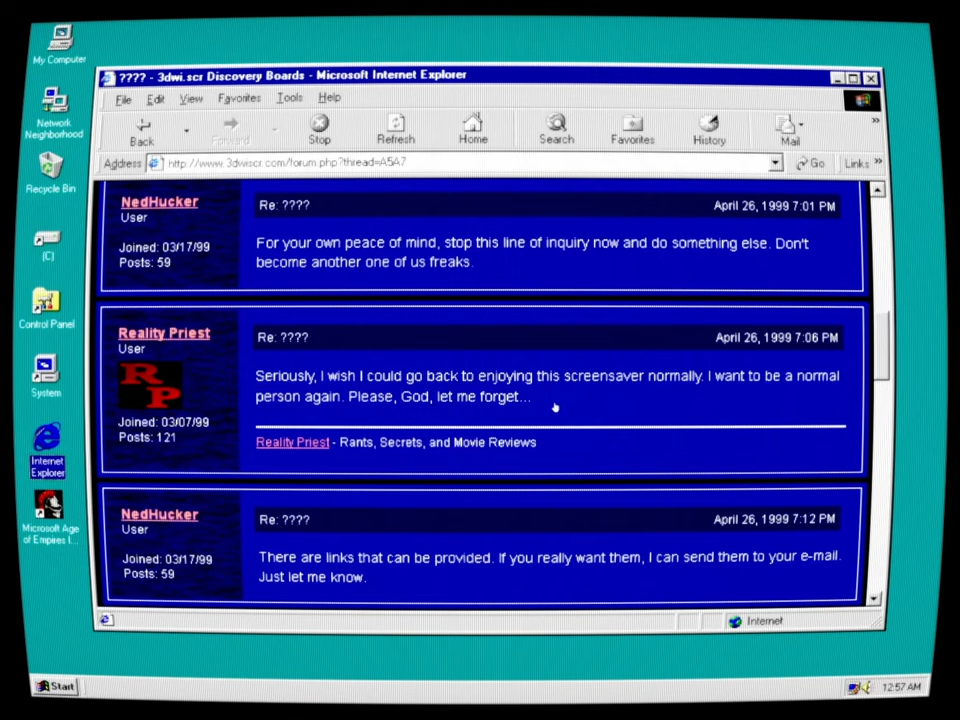 My Computer
Network
Neighborhood
Recycle Bin
(C)
Control Panel
System
Internet
Explorer
Microsoft Age
of Empires I...
???? - 3dwi.scr Discovery Boards - Microsoft Internet Explorer
File Edit View Favorites Tools Help
Back Forward Stop Refresh Home Search Favorites History Mail »
Address http://www.3dwiscr.com/forum.php?thread=A5A7 Go Links »
NedHucker
User
Joined: 03/17/99
Posts: 59
Re: ???? April 26, 1999 7:01 PM
For your own peace of mind, stop this line of inquiry now and do something else. Don't
become another one of us freaks.
Reality Priest
User
R
P
Joined: 03/07/99
Posts: 121
Re: ???? April 26, 1999 7:06 PM
Seriously, I wish I could go back to enjoying this screensaver normally. I want to be a normal
person again. Please, God, let me forget...
Reality Priest - Rants, Secrets, and Movie Reviews
NedHucker
User
Joined: 03/17/99
Posts: 59
Re: ???? April 26, 1999 7:12 PM
There are links that can be provided. If you really want them, I can send them to your e-mail.
Just let me know.
Internet
Start
12:57 AM